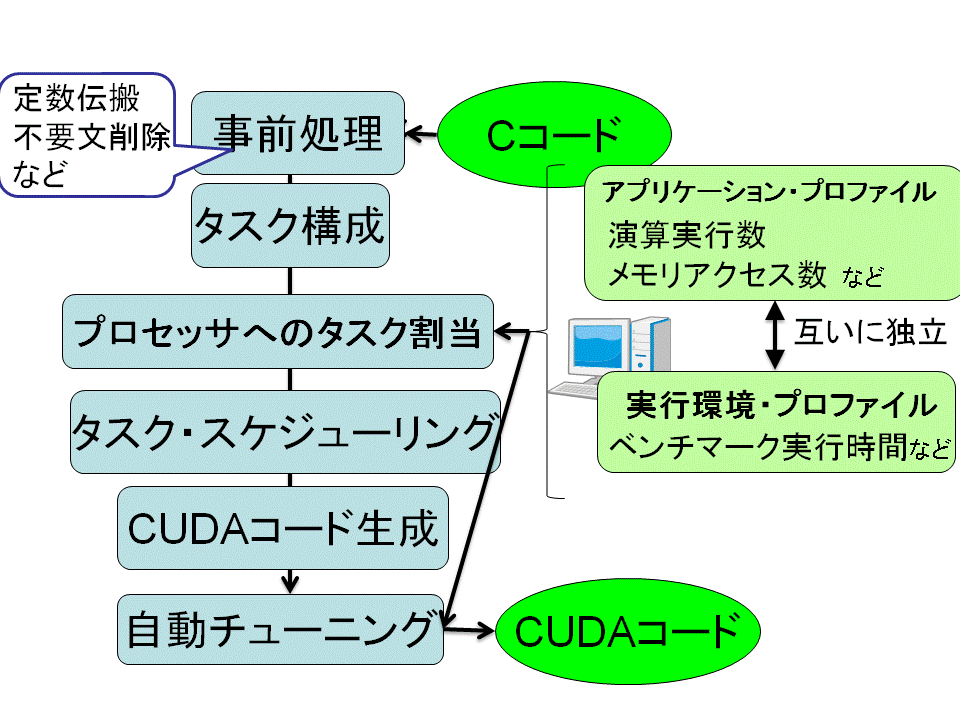 定数伝搬
不要文削除
など
事前処理
Cコード
タスク構成
アプリケーション・プロファイル
演算実行数
メモリアクセス数 など
プロセッサへのタスク割当
互いに独立
実行環境・プロファイル
ベンチマーク実行時間など
タスク・スケジューリング
CUDAコード生成
自動チューニング
CUDAコード